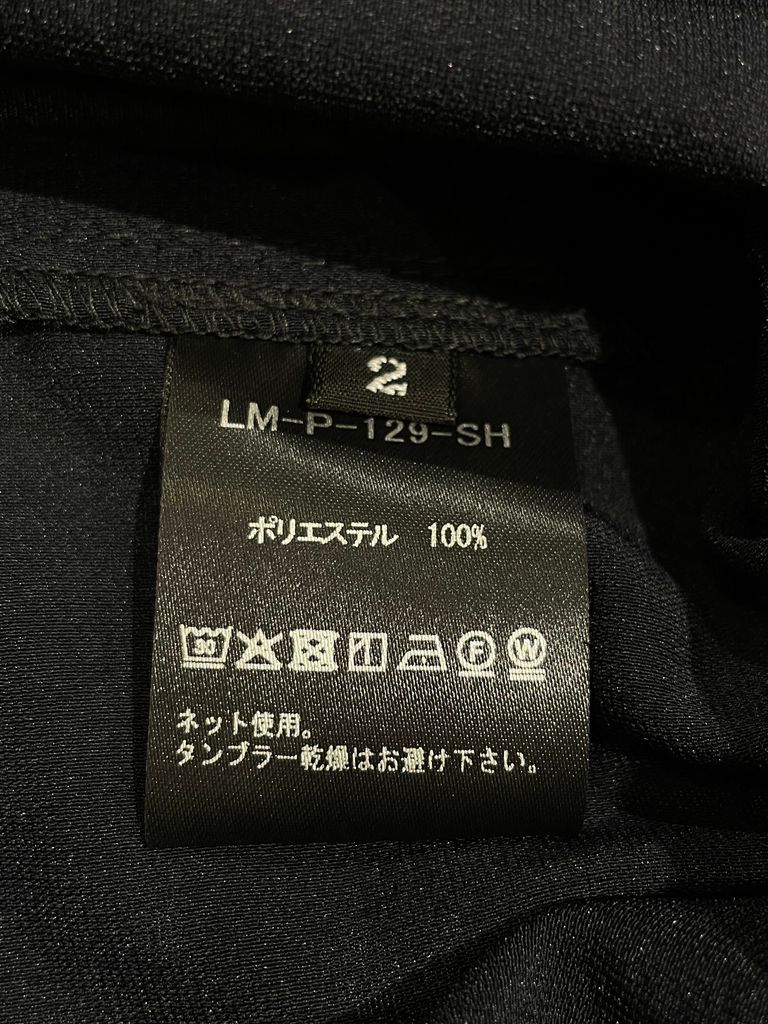 2
LM-P-129-SH
ポリエステル 100%
30
F
W
ネット使用。
タンブラー乾燥はお避け下さい。